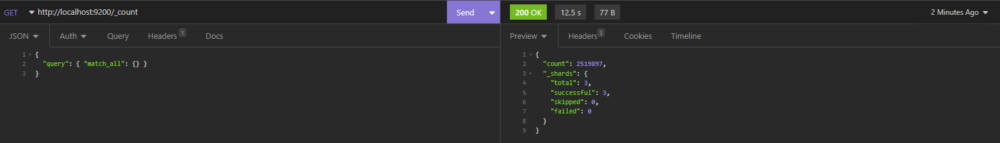 GET http://localhost:9200/_count Send 200 OK 12.5 s 77 B 2 Minutes Ago
JSON Auth Query Headers 1 Docs
1 {
2 "query": { "match_all": {} }
3 }
Preview Headers 3 Cookies Timeline
1 {
2 "count": 2519897,
3 "_shards": {
4 "total": 3,
5 "successful": 3,
6 "skipped": 0,
7 "failed": 0
8 }
9 }